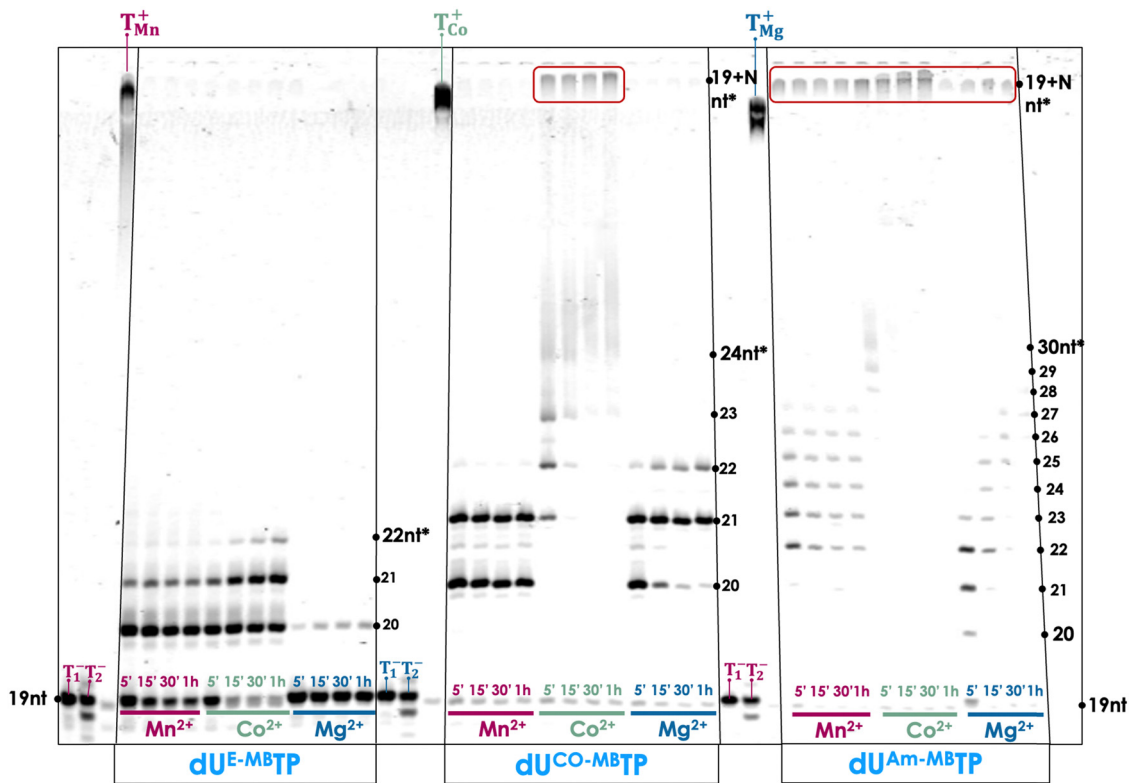 T⁺Mn
T⁺Co
T⁺Mg
19+N
nt*
19+N
nt*
24nt*
23
22
21
20
30nt*
29
28
27
26
25
24
23
22
21
20
22nt*
21
20
19nt
T₁⁻ T₂⁻
5' 15' 30' 1h
5' 15' 30' 1h
5' 15' 30' 1h
Mn²⁺
Co²⁺
Mg²⁺
T₁⁻ T₂⁻
5' 15' 30' 1h
5' 15' 30' 1h
5' 15' 30' 1h
Mn²⁺
Co²⁺
Mg²⁺
T₁⁻ T₂⁻
5' 15' 30' 1h
5' 15' 30' 1h
5' 15' 30' 1h
Mn²⁺
Co²⁺
Mg²⁺
19nt
dUᴱ⁻ᴹᴮTP
dUᶜᴼ⁻ᴹᴮTP
dUᴬᵐ⁻ᴹᴮTP